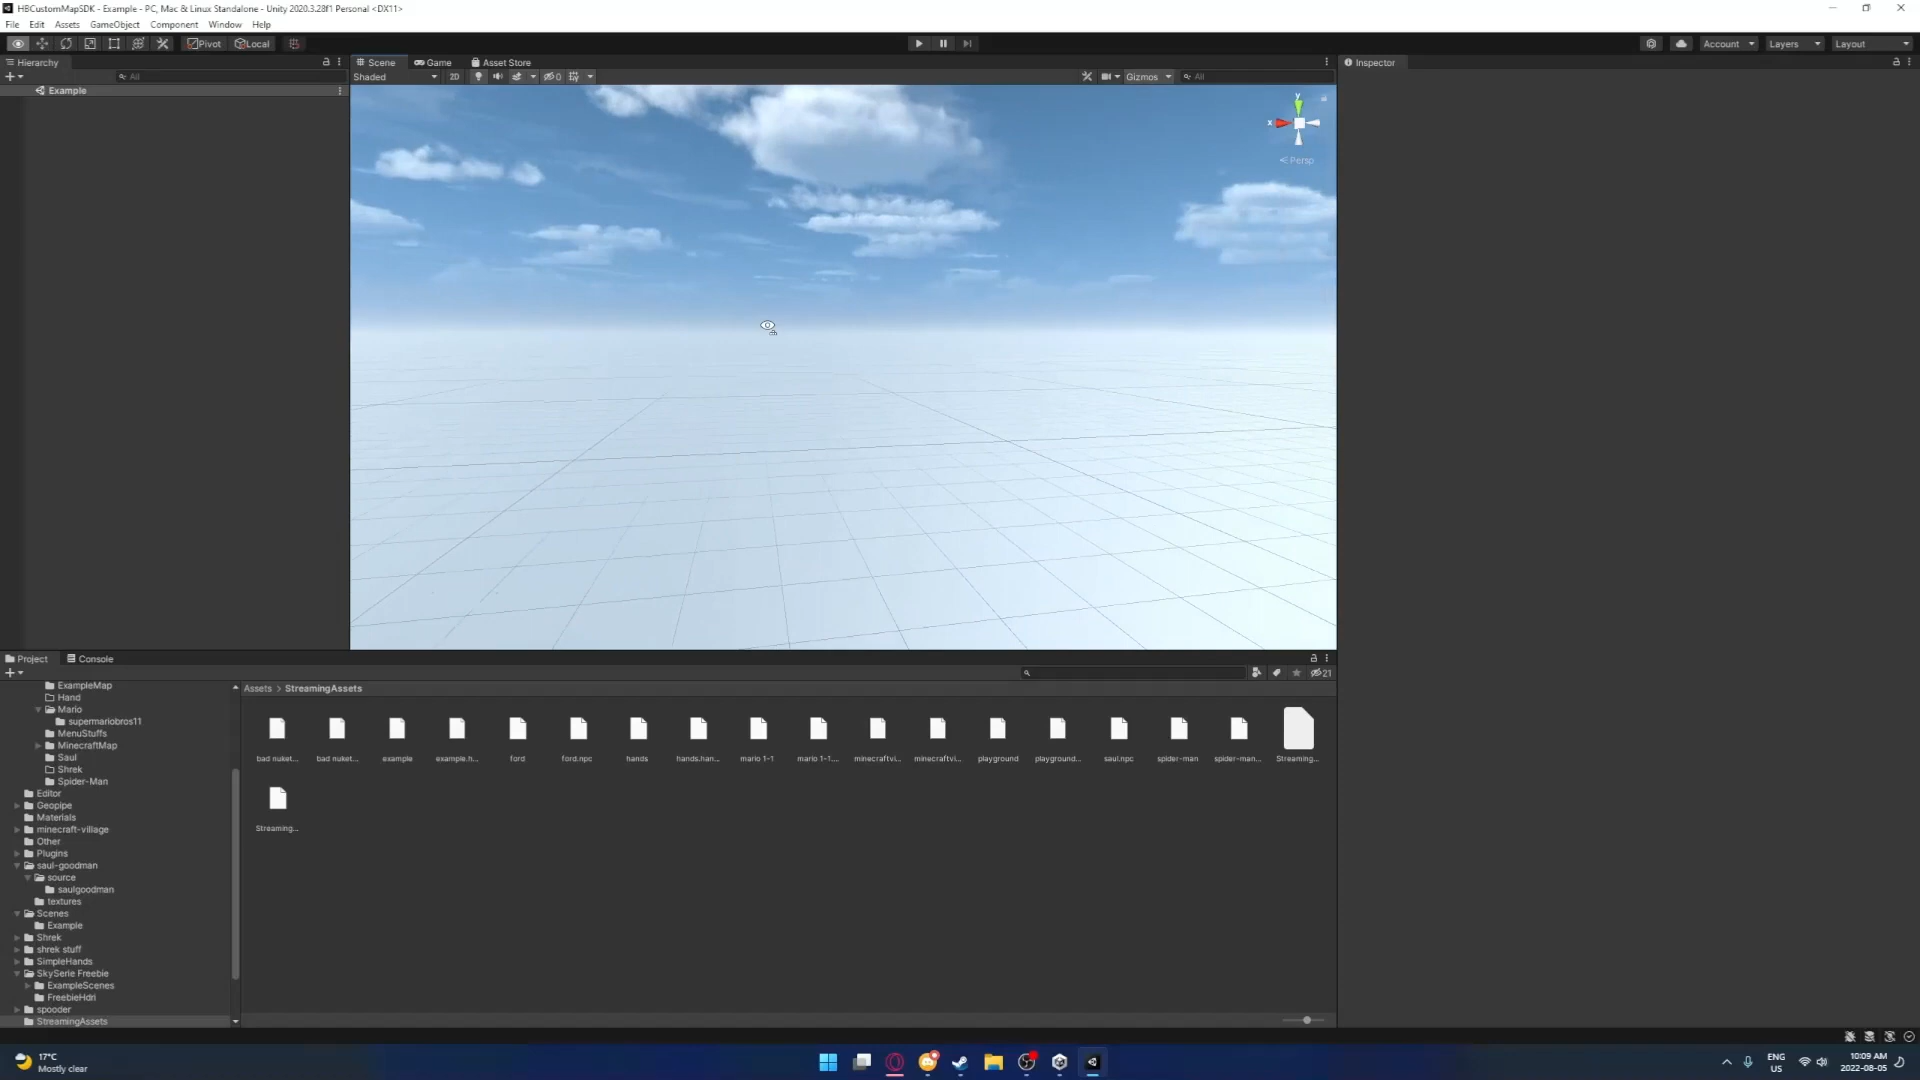 HBCustomMapSDK - Example - PC, Mac & Linux Standalone - Unity 2020.3.28f1 Personal <DX11>
File Edit Assets GameObject Component Window Help
Pivot Local Account Layers Layout
Hierarchy
All
Example
Scene Game Asset Store
Shaded 2D 0 Gizmos All
y
x
Persp
Inspector
Project Console
21
ExampleMap
Hand
Mario
supermariobros11
MenuStuffs
MinecraftMap
Saul
Shrek
Spider-Man
Editor
Geopipe
Materials
minecraft-village
Other
Plugins
saul-goodman
source
saulgoodman
textures
Scenes
Example
Shrek
shrek stuff
SimpleHands
SkySerie Freebie
ExampleScenes
FreebieHdri
spooder
StreamingAssets
Assets > StreamingAssets
bad nuket... bad nuket... example example.h... ford ford.npc hands hands.han... mario 1-1 mario 1-1.... minecraftvi... minecraftvi... playground playground... saul.npc spider-man spider-man... Streaming...
Streaming...
17°C
Mostly clear
ENG
US
10:09 AM
2022-08-05